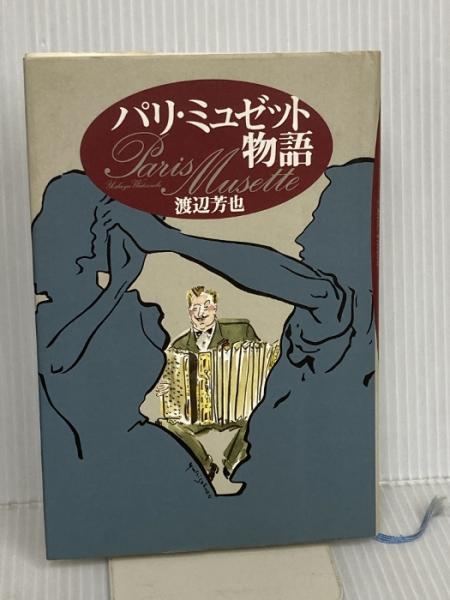 パリ・ミュゼット
物語
Paris
Musette
渡辺芳也